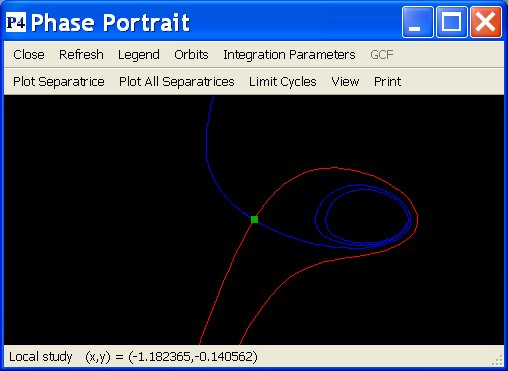 P4 Phase Portrait
Close Refresh Legend Orbits Integration Parameters GCF
Plot Separatrice Plot All Separatrices Limit Cycles View Print
Local study (x,y) = (-1.182365,-0.140562)